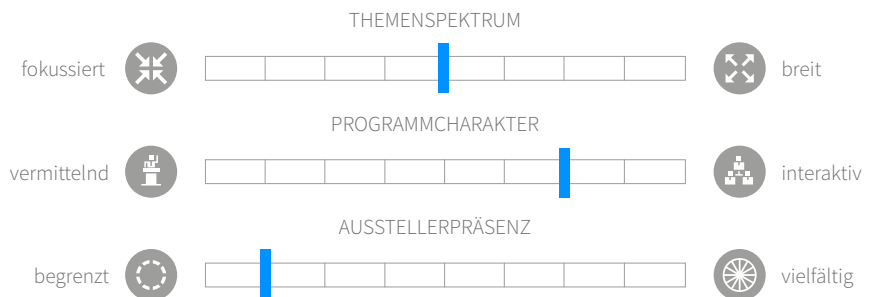 THEMENSPEKTRUM
fokussiert breit
PROGRAMMCHARAKTER
vermittelnd interaktiv
AUSSTELLERPRÄSENZ
begrenzt vielfältig